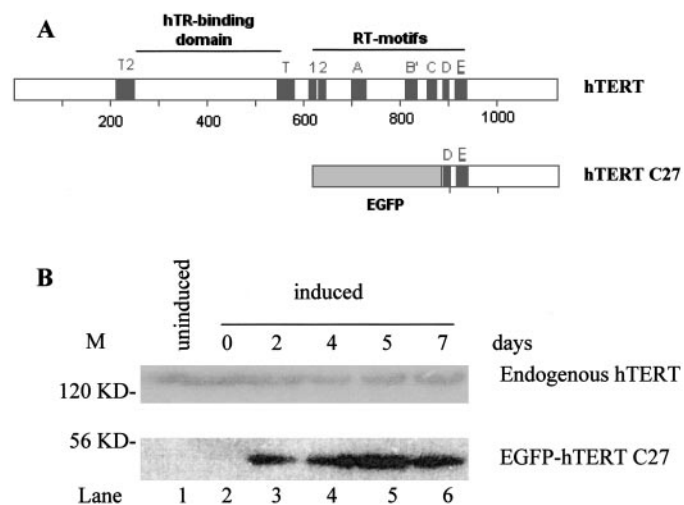 A
hTR-binding
domain
RT-motifs
T2 T 1 2 A B' C D E
hTERT
200 400 600 800 1000
D E
hTERT C27
EGFP
B
uninduced
induced
M 0 2 4 5 7 days
Endogenous hTERT
120 KD-
56 KD-
EGFP-hTERT C27
Lane 1 2 3 4 5 6